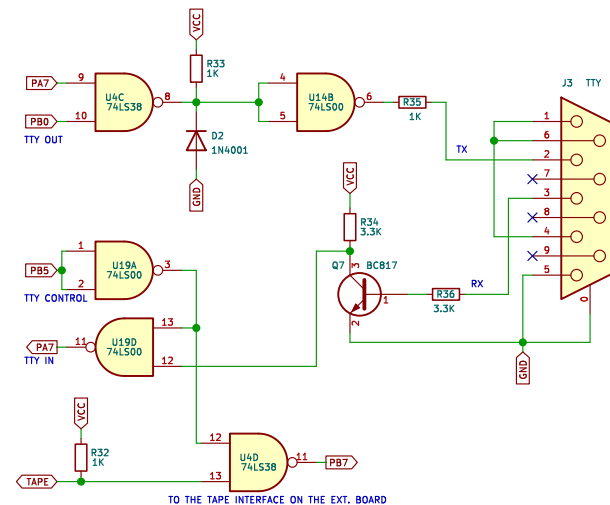 VCC
J3 TTY
R33
1K
PA7
9
U4C
74LS38
8
4
U14B
74LS00
6
R35
1K
PB0
10
5
1
6
TTY OUT
D2
1N4001
TX
2
7
GND
VCC
3
8
R34
3.3K
4
9
1
U19A
74LS00
3
Q7
BC817
3
PB5
RX
5
2
R36
3.3K
1
0
TTY CONTROL
2
PA7
11
U19D
74LS00
13
12
TTY IN
GND
VCC
R32
1K
12
U4D
74LS38
11
PB7
TAPE
13
TO THE TAPE INTERFACE ON THE EXT. BOARD